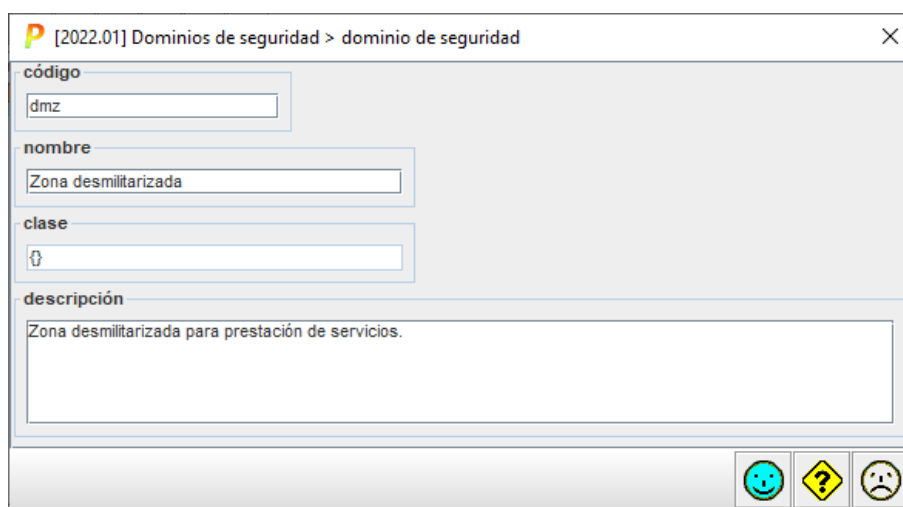 [2022.01] Dominios de seguridad > dominio de seguridad
código
dmz
nombre
Zona desmilitarizada
clase
{}
descripción
Zona desmilitarizada para prestación de servicios.